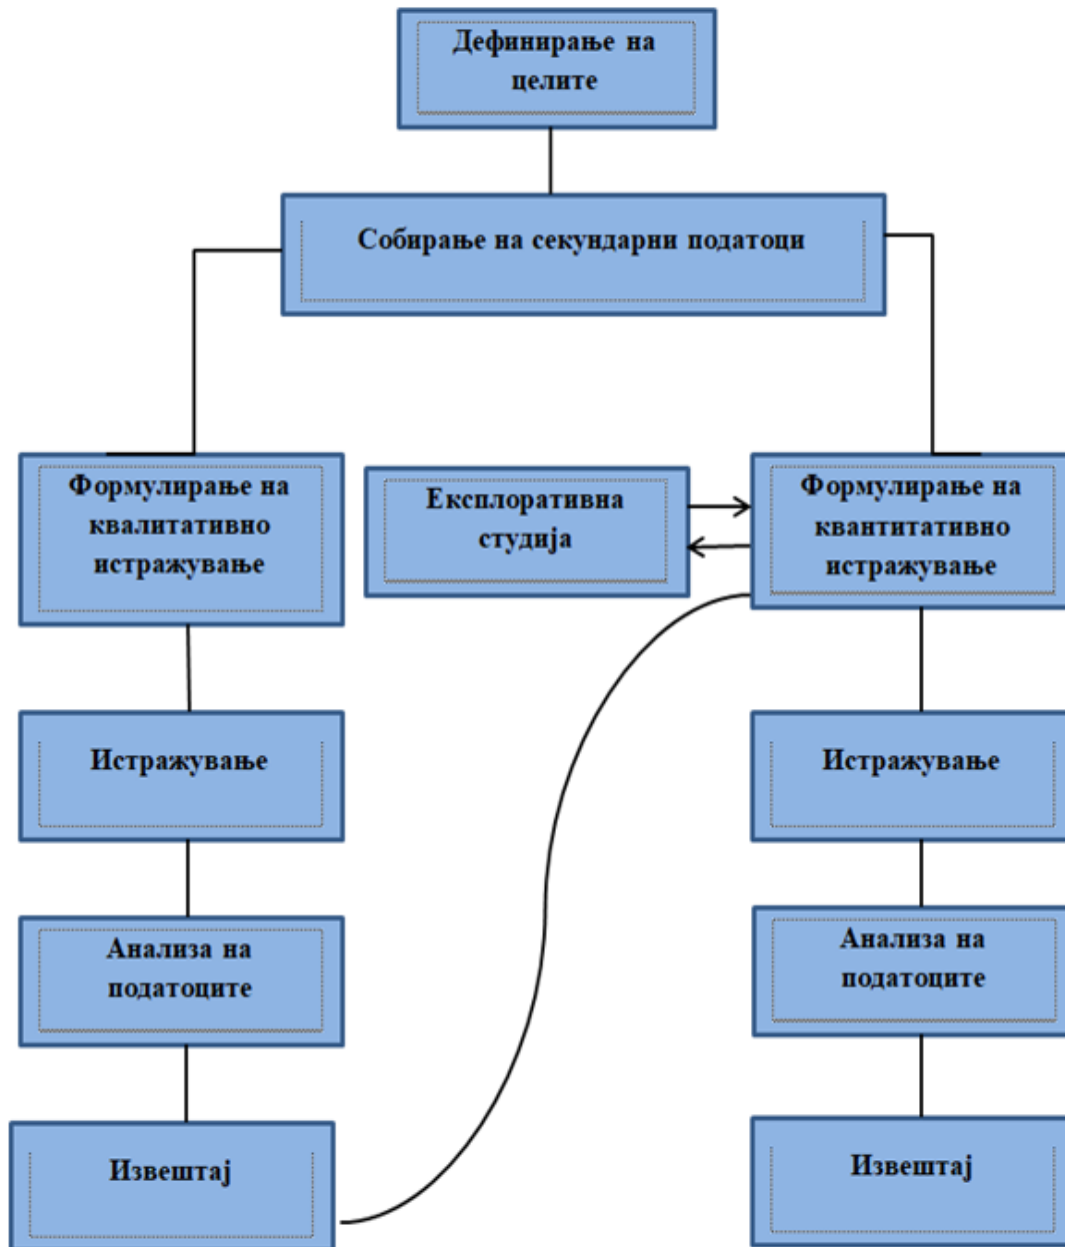 Дефинирање на
целите
Собирање на секундарни податоци
Формулирање на
квалитативно
истражување
Експлоративна
студија
Формулирање на
квантитативно
истражување
Истражување
Истражување
Анализа на
податоците
Анализа на
податоците
Извештај
Извештај